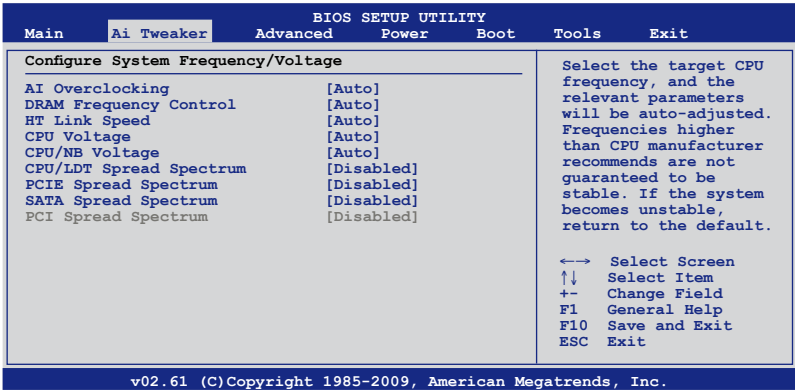 BIOS SETUP UTILITY
Main Ai Tweaker Advanced Power Boot Tools Exit
Configure System Frequency/Voltage
AI Overclocking [Auto]
DRAM Frequency Control [Auto]
HT Link Speed [Auto]
CPU Voltage [Auto]
CPU/NB Voltage [Auto]
CPU/LDT Spread Spectrum [Disabled]
PCIE Spread Spectrum [Disabled]
SATA Spread Spectrum [Disabled]
PCI Spread Spectrum [Disabled]
Select the target CPU
frequency, and the
relevant parameters
will be auto-adjusted.
Frequencies higher
than CPU manufacturer
recommends are not
guaranteed to be
stable. If the system
becomes unstable,
return to the default.
←→ Select Screen
↑↓ Select Item
+- Change Field
F1 General Help
F10 Save and Exit
ESC Exit
v02.61 (C)Copyright 1985-2009, American Megatrends, Inc.